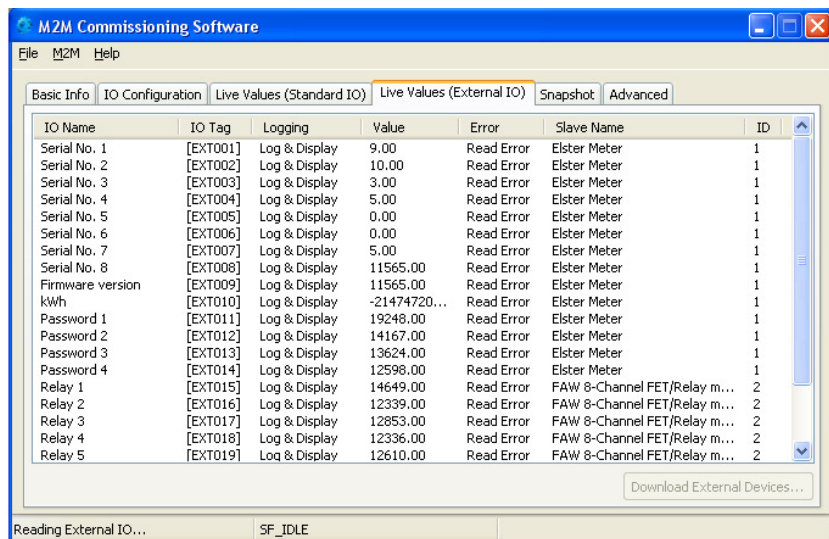 M2M Commissioning Software
File M2M Help
Basic Info IO Configuration Live Values (Standard IO) Live Values (External IO) Snapshot Advanced
IO Name IO Tag Logging Value Error Slave Name ID
Serial No. 1 [EXT001] Log & Display 9.00 Read Error Elster Meter 1
Serial No. 2 [EXT002] Log & Display 10.00 Read Error Elster Meter 1
Serial No. 3 [EXT003] Log & Display 3.00 Read Error Elster Meter 1
Serial No. 4 [EXT004] Log & Display 5.00 Read Error Elster Meter 1
Serial No. 5 [EXT005] Log & Display 0.00 Read Error Elster Meter 1
Serial No. 6 [EXT006] Log & Display 0.00 Read Error Elster Meter 1
Serial No. 7 [EXT007] Log & Display 5.00 Read Error Elster Meter 1
Serial No. 8 [EXT008] Log & Display 11565.00 Read Error Elster Meter 1
Firmware version [EXT009] Log & Display 11565.00 Read Error Elster Meter 1
kWh [EXT010] Log & Display -21474720... Read Error Elster Meter 1
Password 1 [EXT011] Log & Display 19248.00 Read Error Elster Meter 1
Password 2 [EXT012] Log & Display 14167.00 Read Error Elster Meter 1
Password 3 [EXT013] Log & Display 13624.00 Read Error Elster Meter 1
Password 4 [EXT014] Log & Display 12598.00 Read Error Elster Meter 1
Relay 1 [EXT015] Log & Display 14649.00 Read Error FAW 8-Channel FET/Relay m... 2
Relay 2 [EXT016] Log & Display 12339.00 Read Error FAW 8-Channel FET/Relay m... 2
Relay 3 [EXT017] Log & Display 12853.00 Read Error FAW 8-Channel FET/Relay m... 2
Relay 4 [EXT018] Log & Display 12336.00 Read Error FAW 8-Channel FET/Relay m... 2
Relay 5 [EXT019] Log & Display 12610.00 Read Error FAW 8-Channel FET/Relay m... 2
Download External Devices...
Reading External IO... SF_IDLE